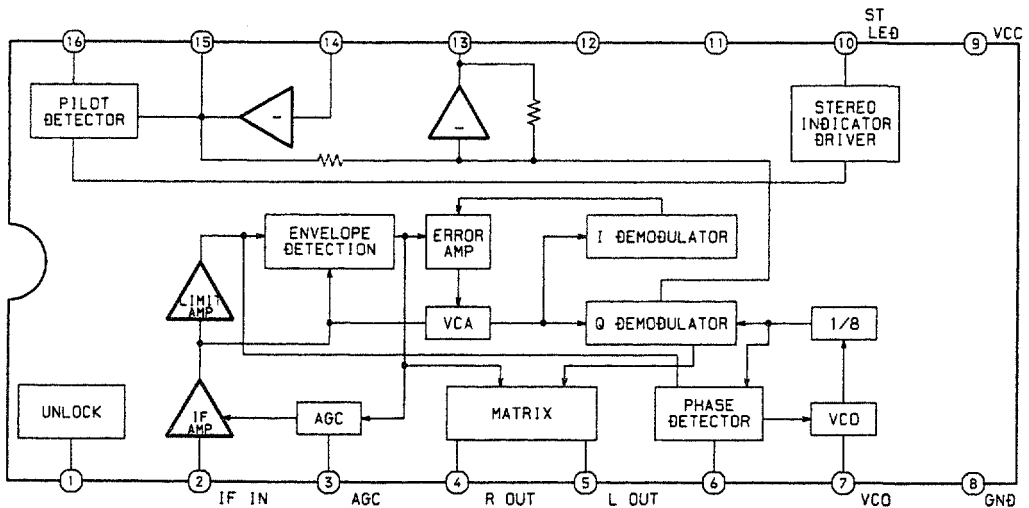 ST
LED
16
15
14
13
12
11
10
9
VCC
PILOT
DETECTOR
-
-
STEREO
INDICATOR
DRIVER
ENVELOPE
DETECTION
ERROR
AMP
I DEMODULATOR
LIMIT
AMP
VCA
Q DEMODULATOR
1/8
UNLOCK
IF
AMP
AGC
MATRIX
PHASE
DETECTOR
VCO
1
2
3
4
5
6
7
8
IF IN
AGC
R OUT
L OUT
VCO
GND